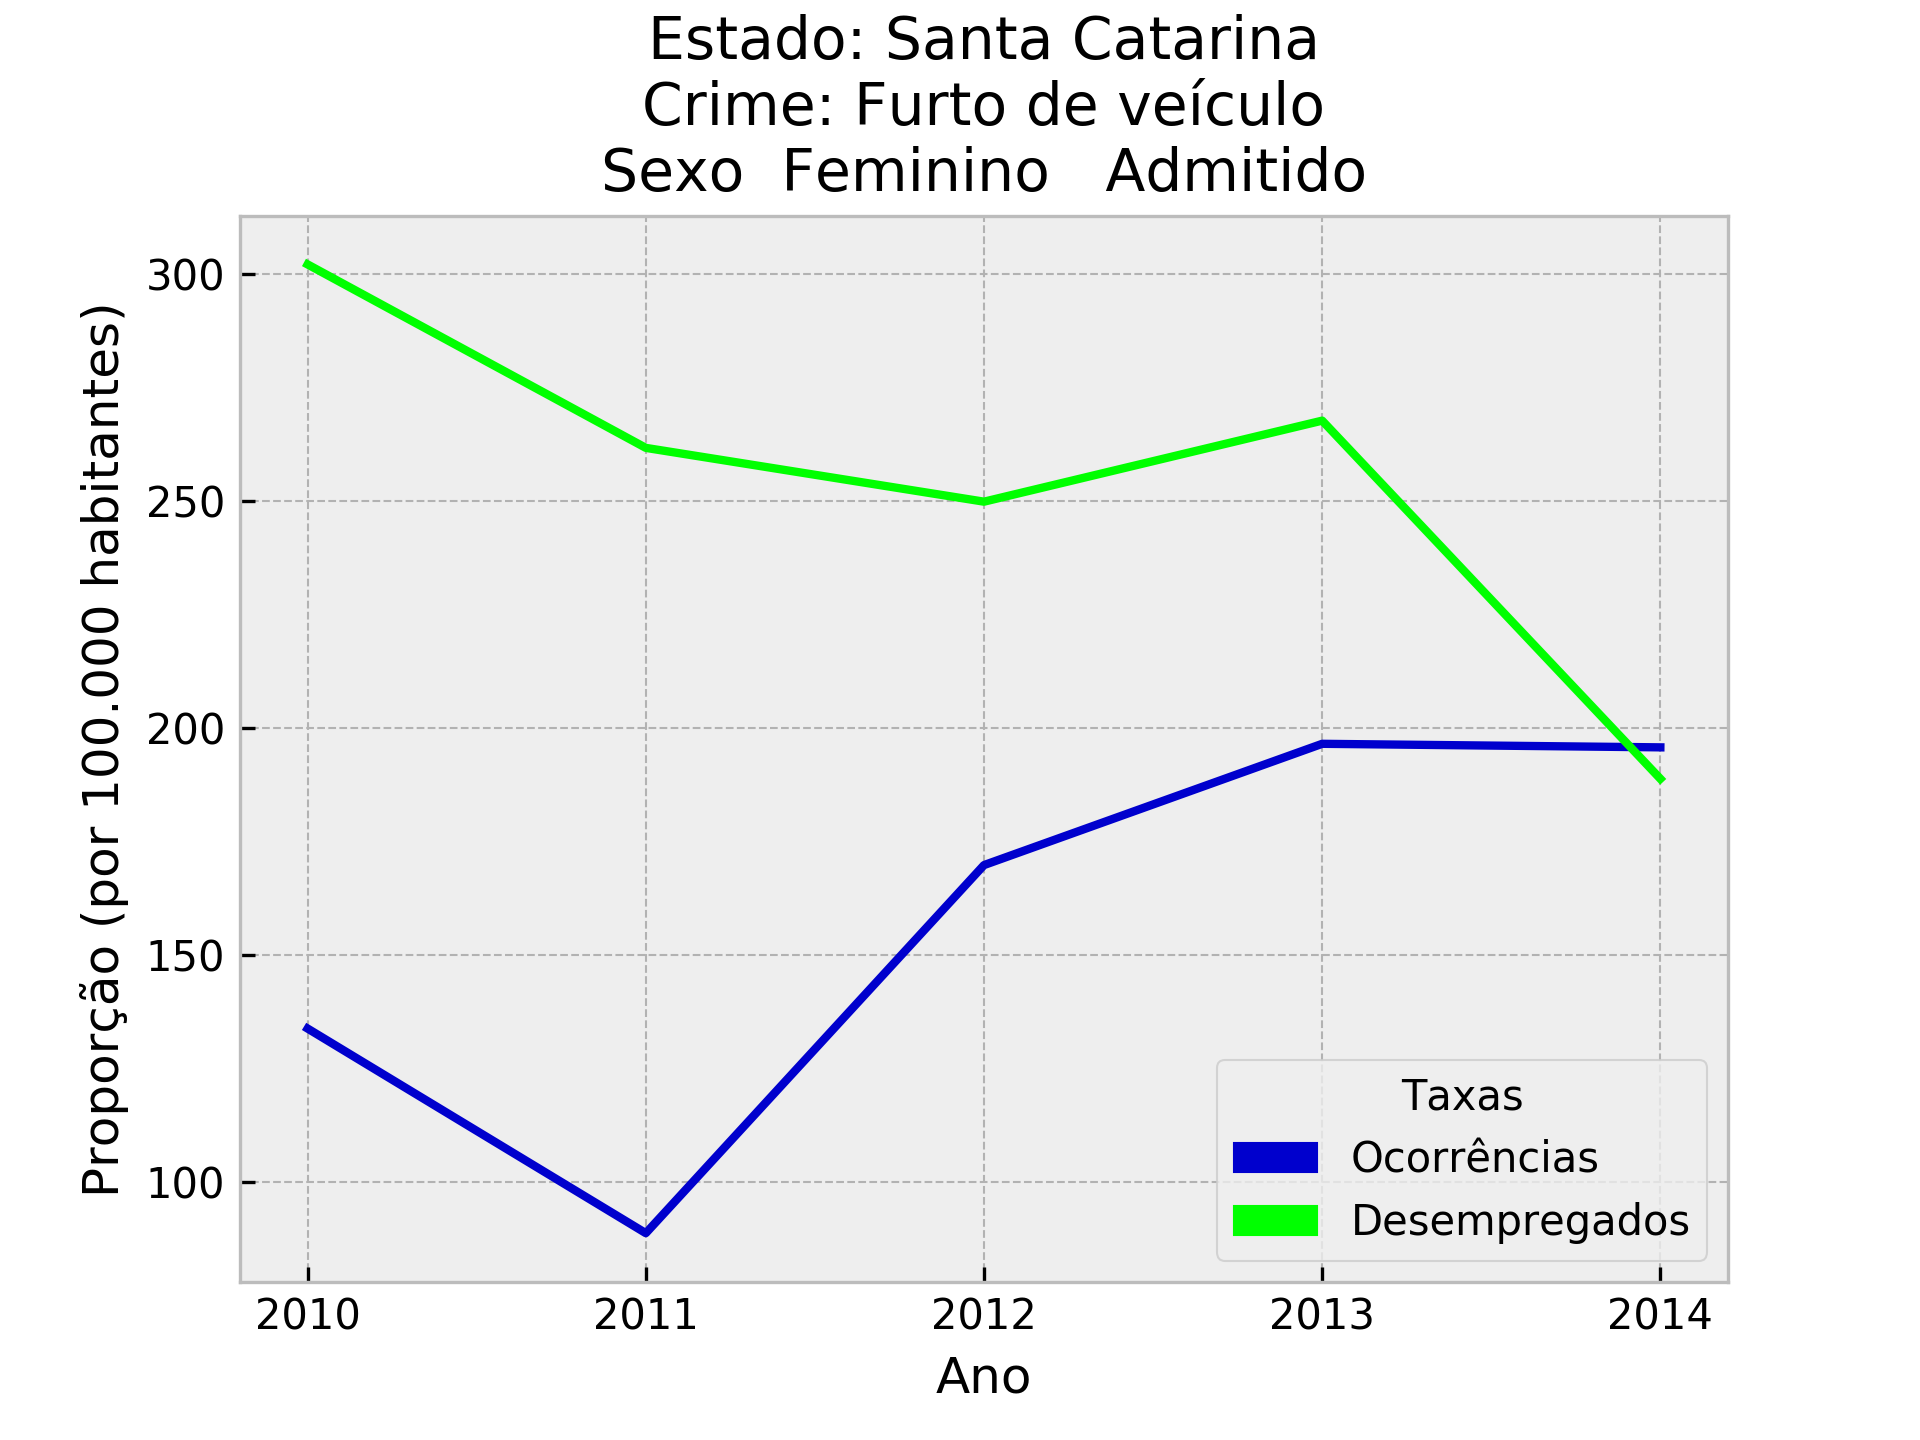 Estado: Santa Catarina
Crime: Furto de veículo
Sexo  Feminino   Admitido
Proporção (por 100.000 habitantes)
300
250
200
150
100
Taxas
Ocorrências
Desempregados
2010 2011 2012 2013 2014
Ano